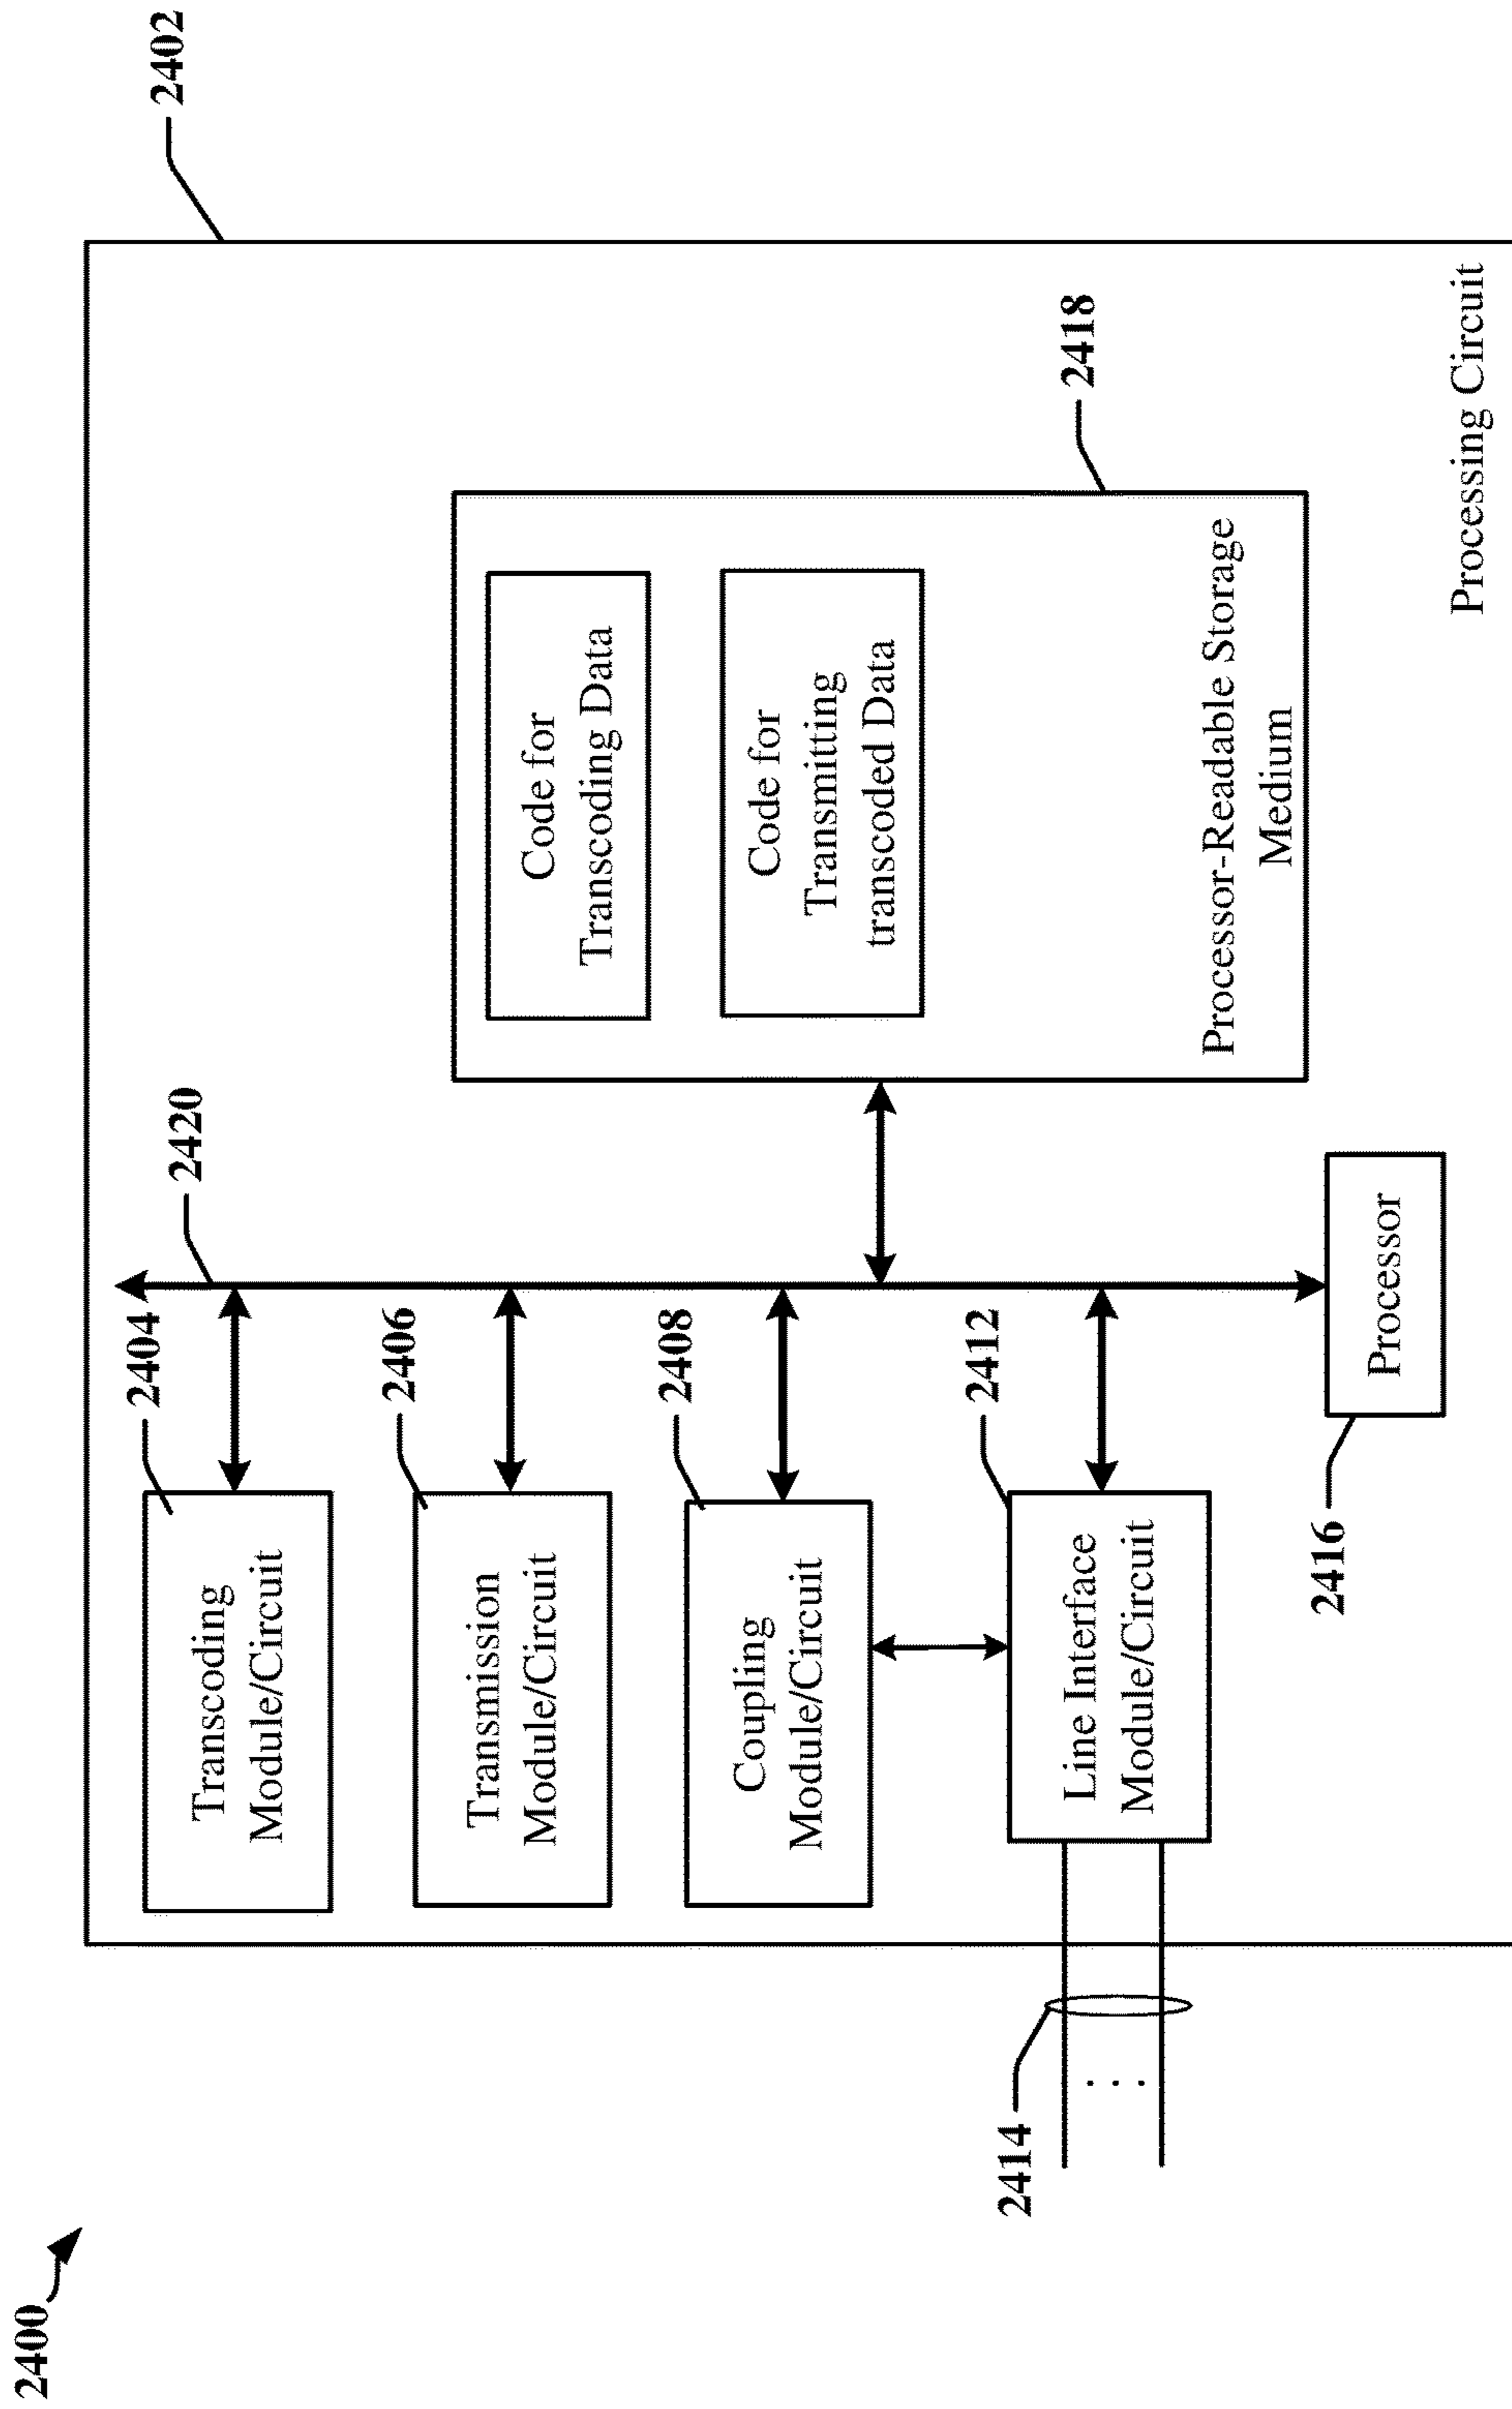 2400
2402
2420
2404
Transcoding
Module/Circuit
2406
Transmission
Module/Circuit
2408
Coupling
Module/Circuit
2412
Line Interface
Module/Circuit
2414
. . .
2416
Processor
2418
Code for
Transcoding Data
Code for
Transmitting
transcoded Data
Processor-Readable Storage
Medium
Processing Circuit